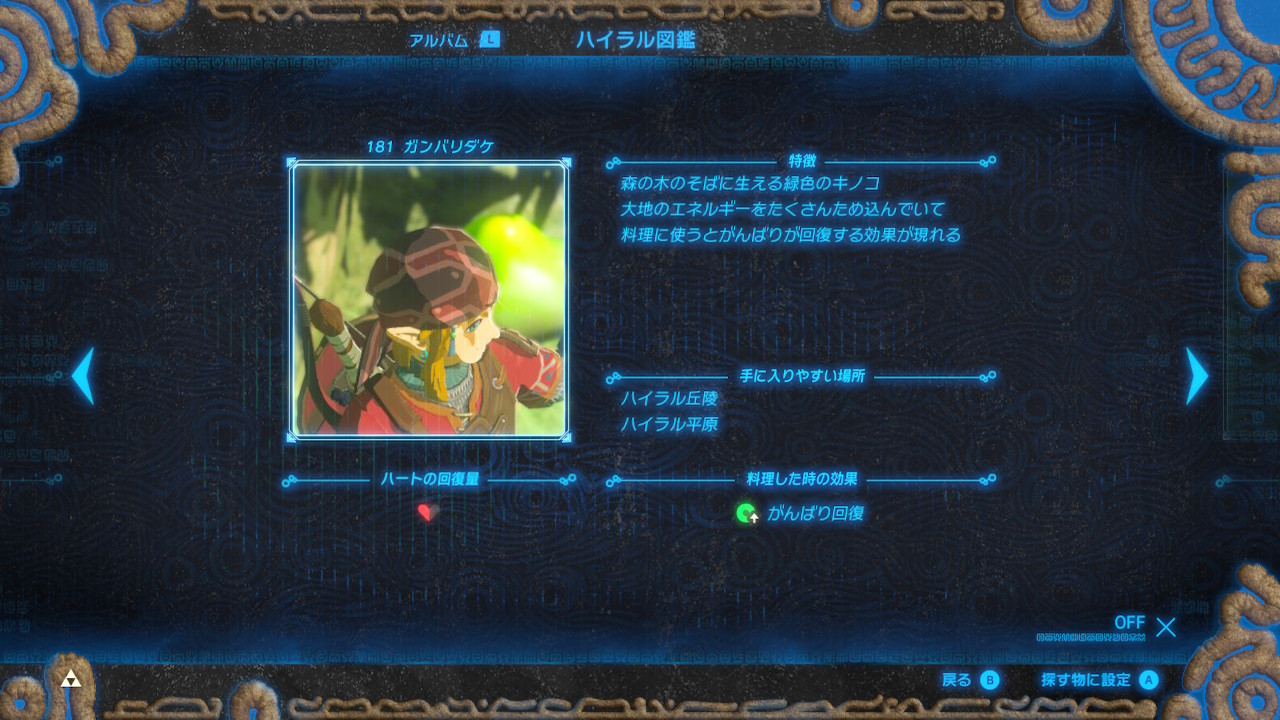 アルバム L
ハイラル図鑑
181 ガンバリダケ
特徴
森の木のそばに生える緑色のキノコ
大地のエネルギーをたくさんため込んでいて
料理に使うとがんばりが回復する効果が現れる
手に入りやすい場所
ハイラル丘陵
ハイラル平原
ハートの回復量
料理した時の効果
がんばり回復
OFF
戻る B
探す物に設定 A